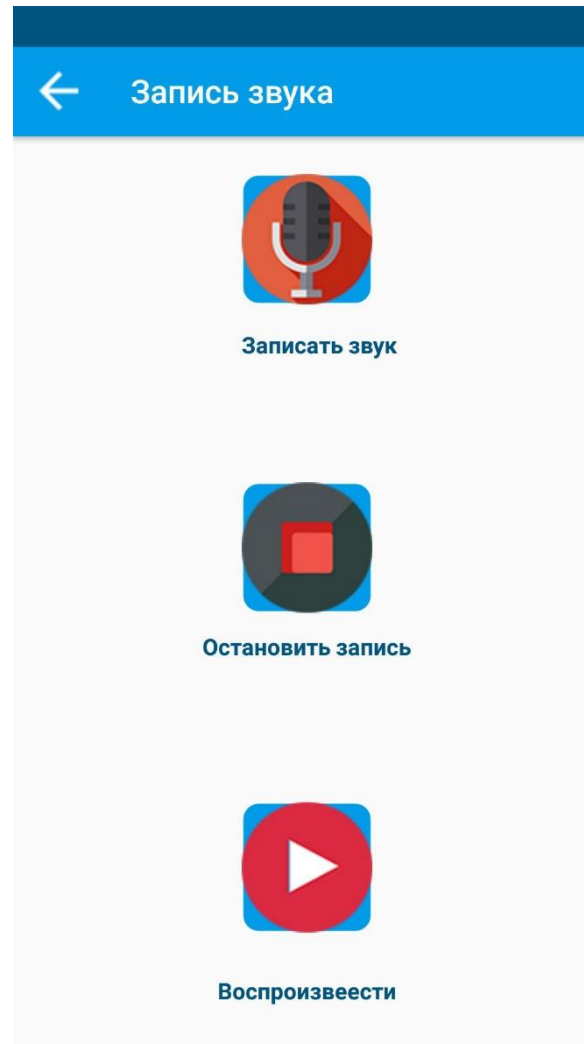 Запись звука
Записать звук
Остановить запись
Воспроизвеести